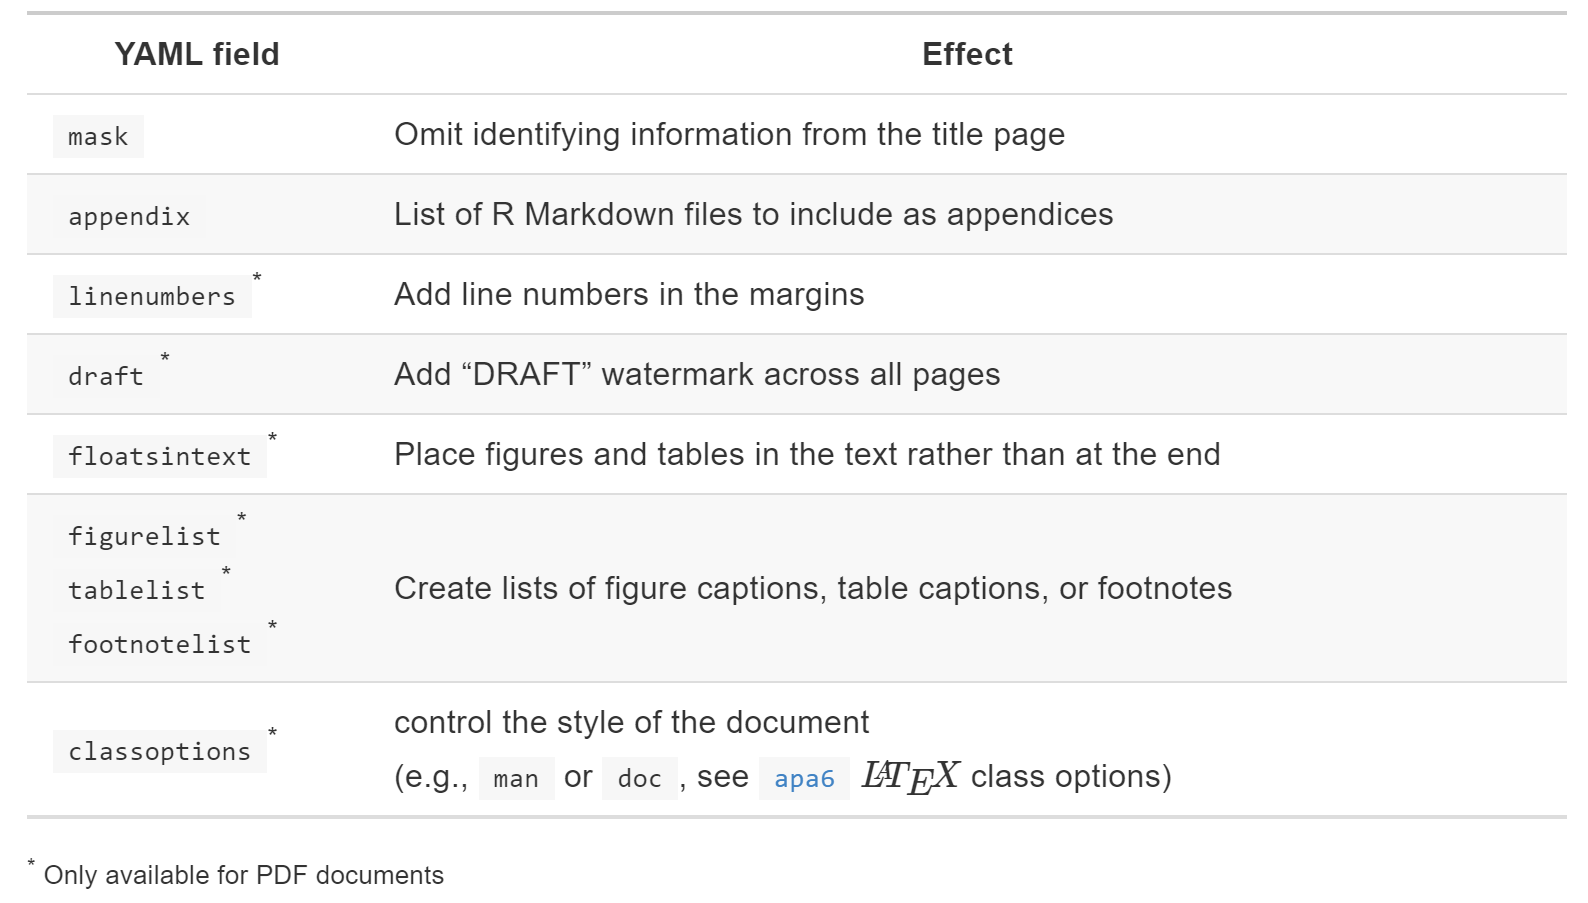 YAML field Effect
mask Omit identifying information from the title page
appendix List of R Markdown files to include as appendices
linenumbers * Add line numbers in the margins
draft * Add “DRAFT” watermark across all pages
floatsintext * Place figures and tables in the text rather than at the end
figurelist *
tablelist * Create lists of figure captions, table captions, or footnotes
footnotelist *
classoptions * control the style of the document
(e.g., man or doc , see apa6 LATEX class options)
* Only available for PDF documents